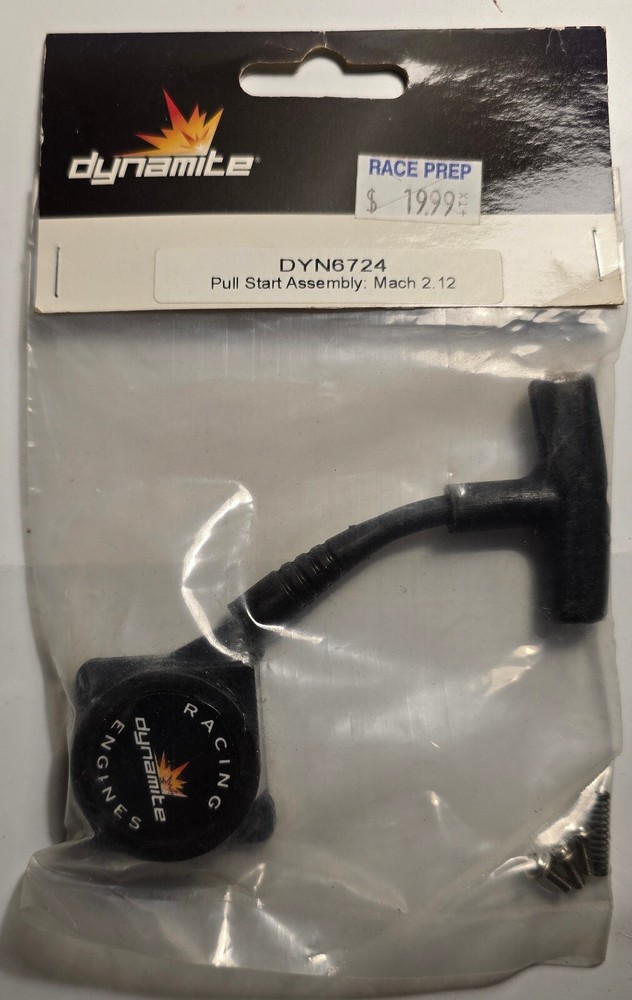 dynamite
RACE PREP
$ 19.99
DYN6724
Pull Start Assembly: Mach 2.12
RACING
dynamite
ENGINES